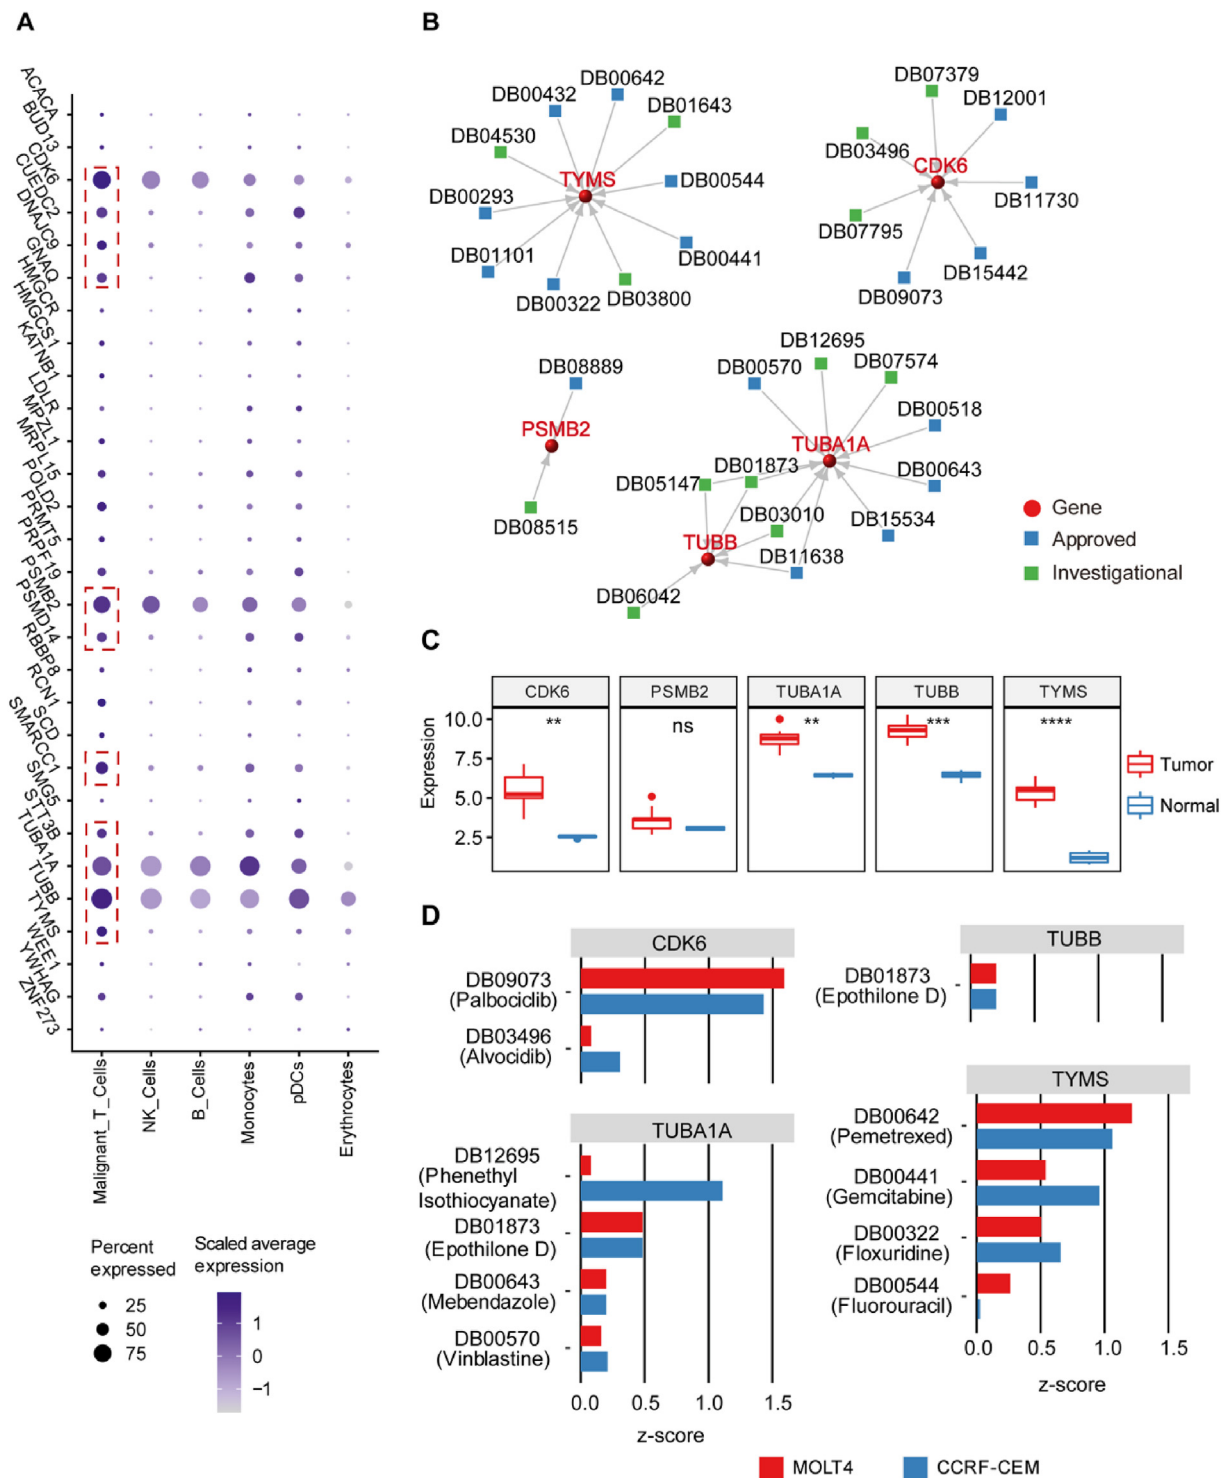 A
ACACA
BUD13
CDK6
CUEDC2
DNAJC9
GNAQ
HMGCR
HMGCS1
KATNB1
LDLR
MPZL1
MRPL15
POLD2
PRMT5
PRPF19
PSMB2
PSMD14
RBBP8
RCN1
SCD
SMARCC1
SMG5
STT3B
TUBA1A
TUBB
TYMS
WEE1
YWHAG
ZNF273
Malignant_T_Cells
NK_Cells
B_Cells
Monocytes
pDCs
Erythrocytes
Percent
expressed
25
50
75
Scaled average
expression
1
0
−1
B
DB00642
DB00432
DB01643
DB04530
TYMS
DB00544
DB00293
DB01101
DB00441
DB00322
DB03800
DB07379
DB12001
DB03496
CDK6
DB11730
DB07795
DB15442
DB09073
DB08889
PSMB2
DB08515
DB12695
DB00570
DB07574
DB00518
TUBA1A
DB01873
DB00643
DB05147
DB03010
DB15534
TUBB
DB11638
DB06042
Gene
Approved
Investigational
C
CDK6
PSMB2
TUBA1A
TUBB
TYMS
**
ns
**
***
****
Expression
10.0
7.5
5.0
2.5
Tumor
Normal
D
CDK6
DB09073
(Palbociclib)
DB03496
(Alvocidib)
TUBA1A
DB12695
(Phenethyl
Isothiocyanate)
DB01873
(Epothilone D)
DB00643
(Mebendazole)
DB00570
(Vinblastine)
0.0 0.5 1.0 1.5
z-score
TUBB
DB01873
(Epothilone D)
TYMS
DB00642
(Pemetrexed)
DB00441
(Gemcitabine)
DB00322
(Floxuridine)
DB00544
(Fluorouracil)
0.0 0.5 1.0 1.5
z-score
MOLT4
CCRF-CEM